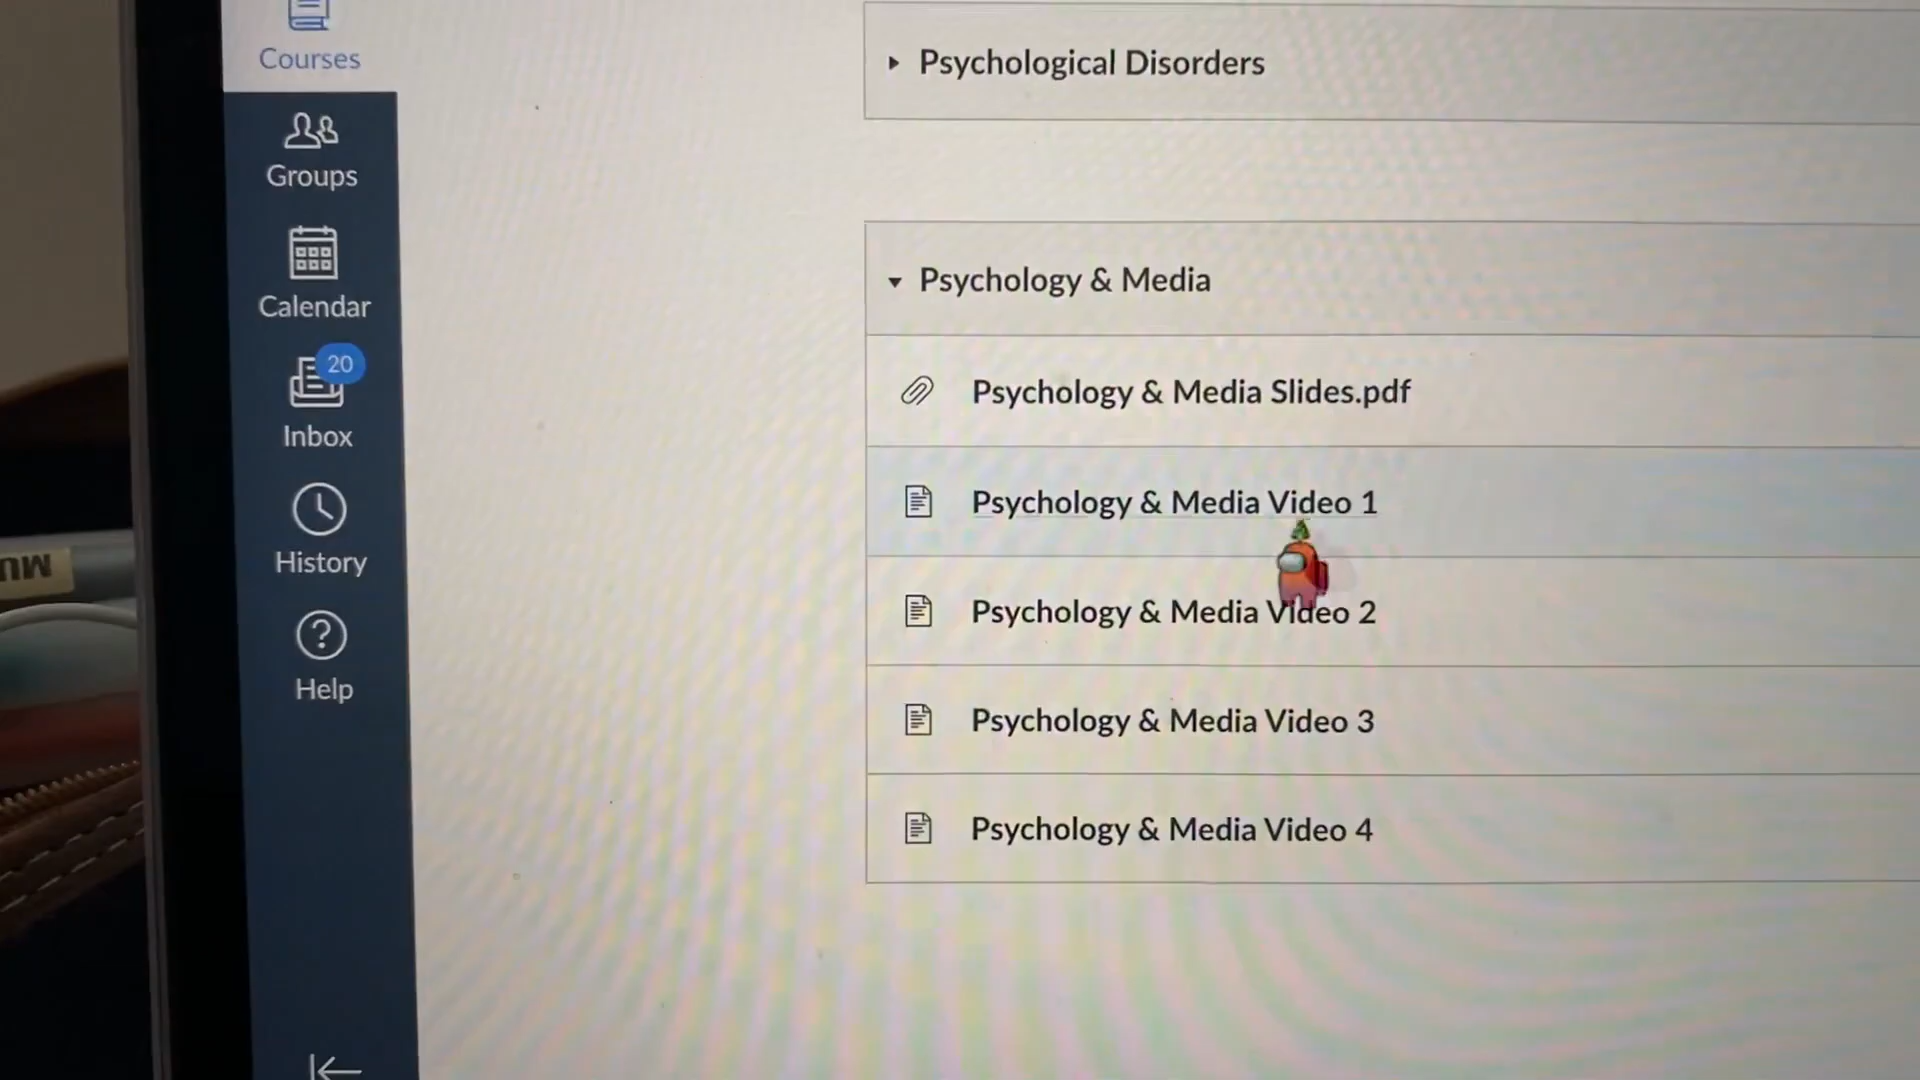 Courses
Groups
Calendar
20
Inbox
History
Help
Psychological Disorders
Psychology & Media
Psychology & Media Slides.pdf
Psychology & Media Video 1
Psychology & Media Video 2
Psychology & Media Video 3
Psychology & Media Video 4